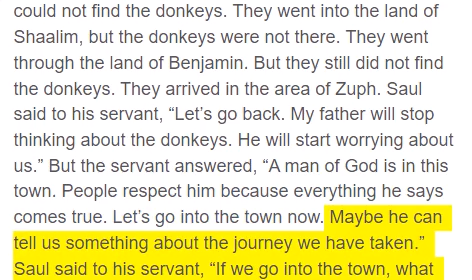 could not find the donkeys. They went into the land of
Shaalim, but the donkeys were not there. They went
through the land of Benjamin. But they still did not find
the donkeys. They arrived in the area of Zuph. Saul
said to his servant, “Let’s go back. My father will stop
thinking about the donkeys. He will start worrying about
us.” But the servant answered, “A man of God is in this
town. People respect him because everything he says
comes true. Let’s go into the town now. Maybe he can
tell us something about the journey we have taken.”
Saul said to his servant, “If we go into the town, what